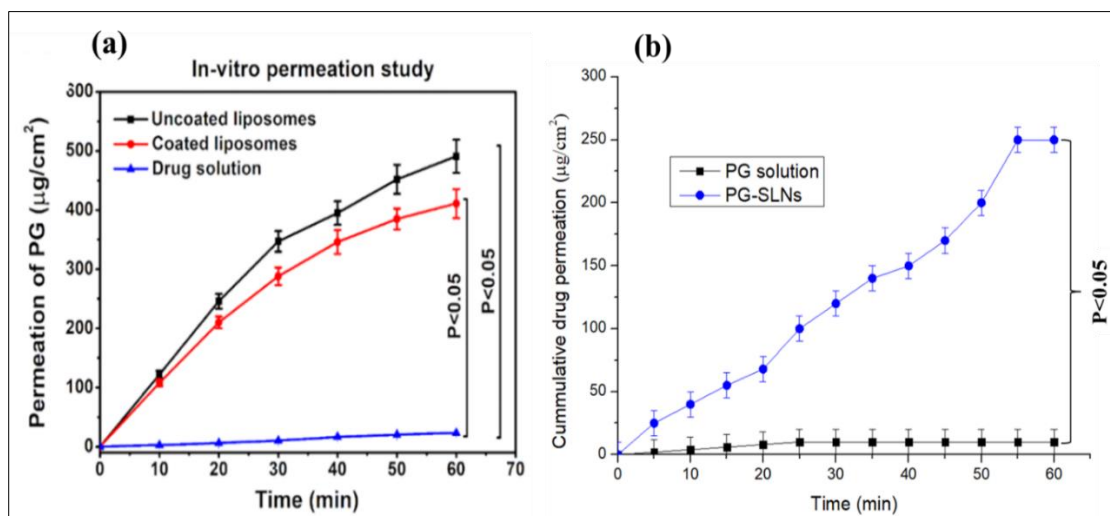 (a)
In-vitro permeation study
Permeation of PG (µg/cm²)
600
500
400
300
200
100
0
Uncoated liposomes
Coated liposomes
Drug solution
P<0.05
P<0.05
0 10 20 30 40 50 60 70
Time (min)
(b)
Cummulative drug permeation (µg/cm²)
300
250
200
150
100
50
0
PG solution
PG-SLNs
P<0.05
0 10 20 30 40 50 60
Time (min)